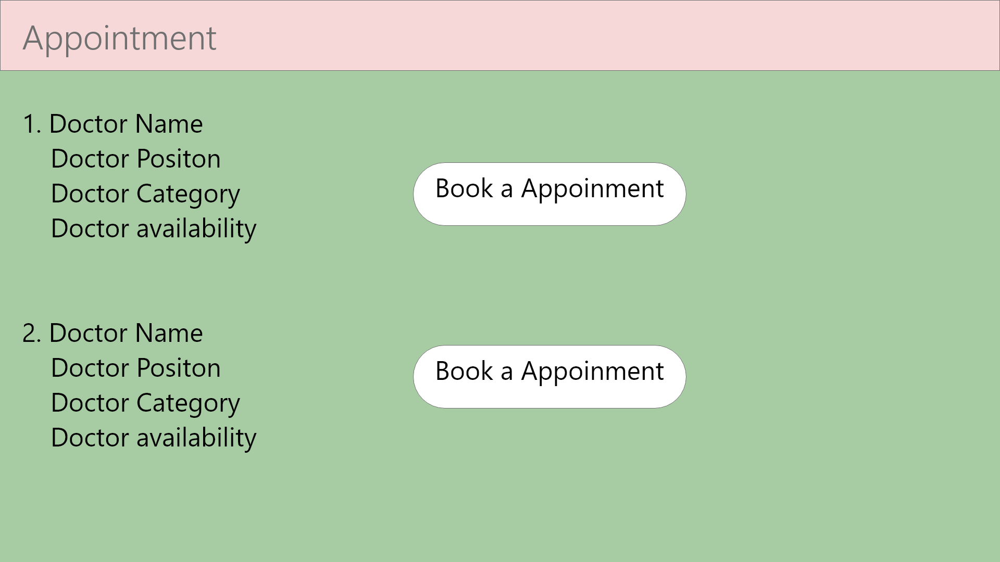 Appointment
1. Doctor Name
Doctor Positon
Doctor Category
Doctor availability
Book a Appoinment
2. Doctor Name
Doctor Positon
Doctor Category
Doctor availability
Book a Appoinment